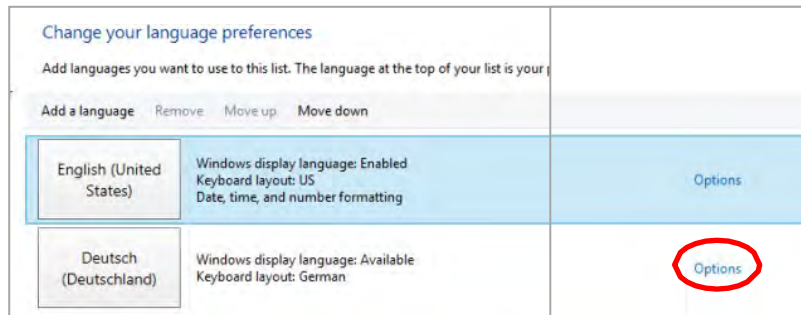 Change your language preferences
Add languages you want to use to this list. The language at the top of your list is your
Add a language Remove Move up Move down
English (United
States)
Windows display language: Enabled
Keyboard layout: US
Date, time, and number formatting
Options
Deutsch
(Deutschland)
Windows display language: Available
Keyboard layout: German
Options